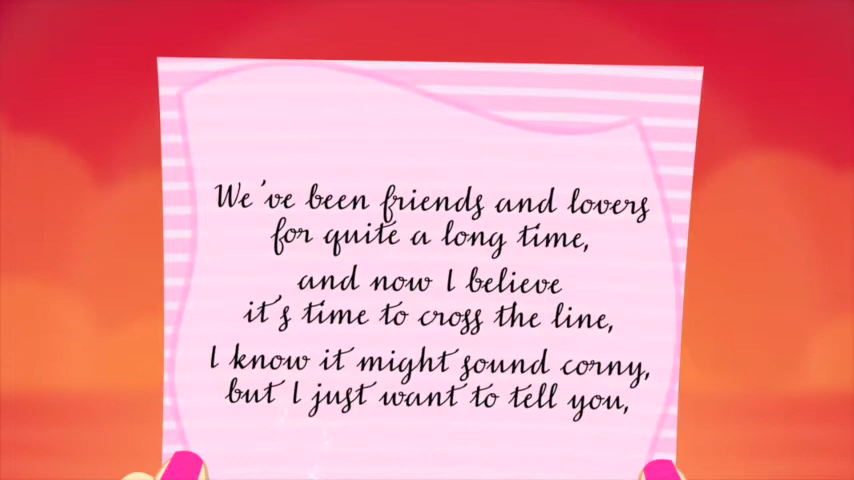 We've been friends and lovers
for quite a long time,
and now I believe
it's time to cross the line,
I know it might sound corny,
but I just want to tell you,